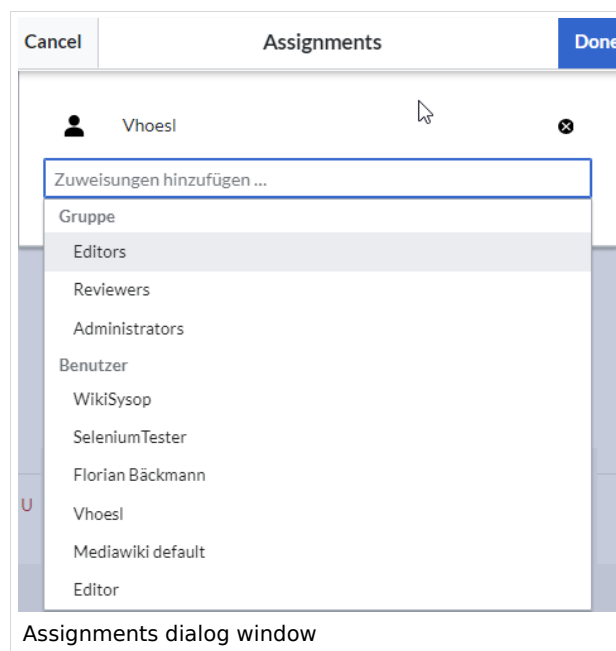 Cancel Assignments Done
Vhoesl
Zuweisungen hinzufügen ...
Gruppe
Editors
Reviewers
Administrators
Benutzer
WikiSysop
SeleniumTester
Florian Bäckmann
U
Vhoesl
Mediawiki default
Editor
Assignments dialog window